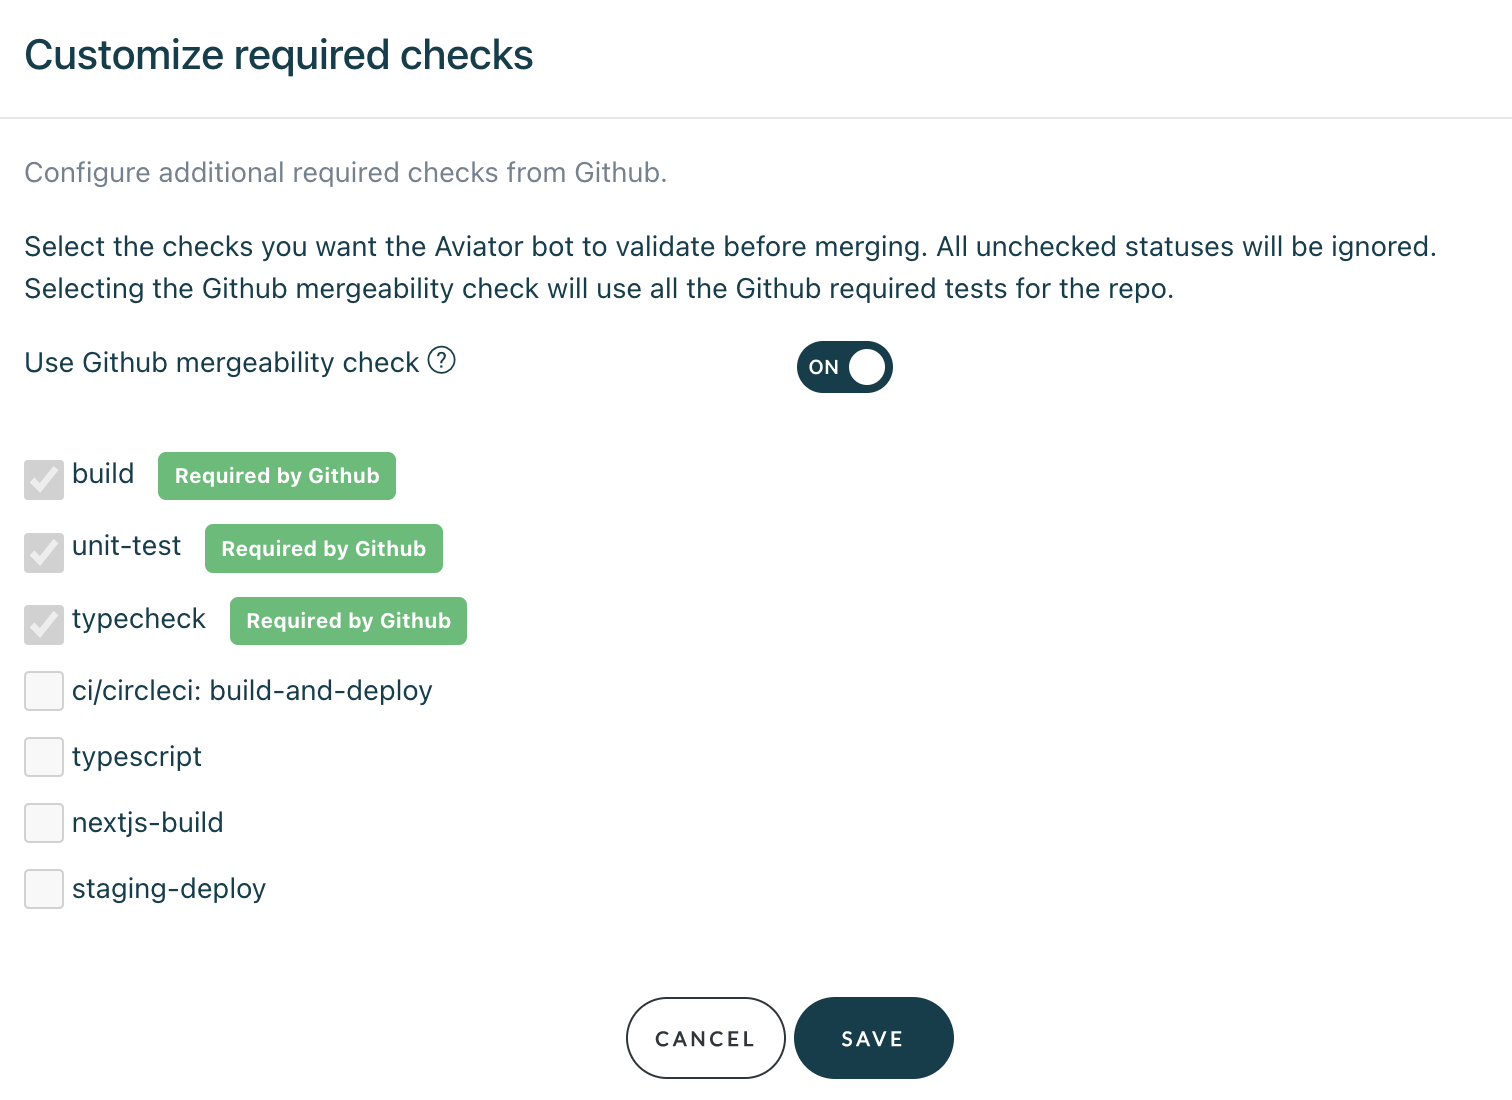 Customize required checks
Configure additional required checks from Github.
Select the checks you want the Aviator bot to validate before merging. All unchecked statuses will be ignored.
Selecting the Github mergeability check will use all the Github required tests for the repo.
Use Github mergeability check ?
ON
build Required by Github
unit-test Required by Github
typecheck Required by Github
ci/circleci: build-and-deploy
typescript
nextjs-build
staging-deploy
CANCEL SAVE